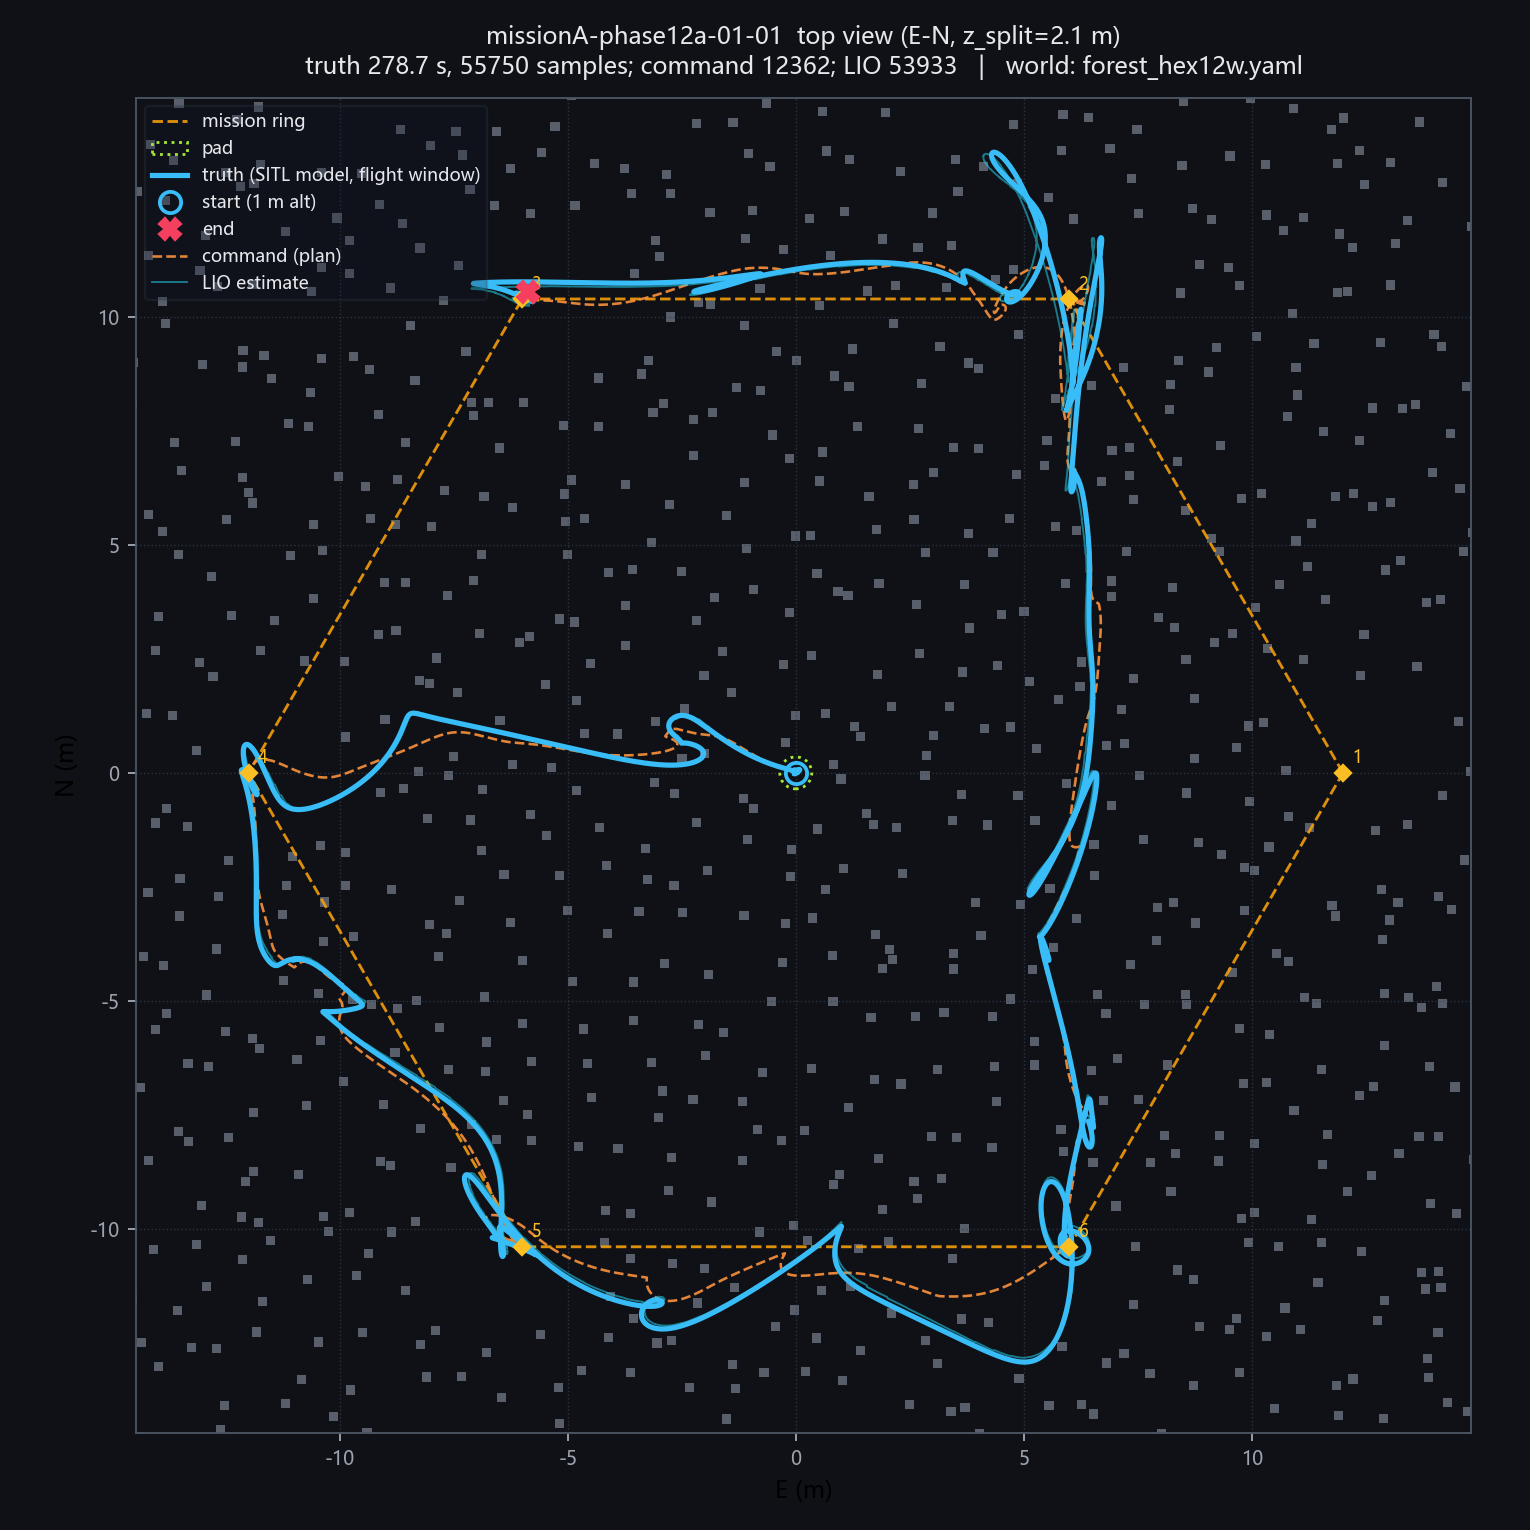 missionA-phase12a-01-01  top view (E-N, z_split=2.1 m)
truth 278.7 s, 55750 samples; command 12362; LIO 53933   |   world: forest_hex12w.yaml
mission ring
pad
truth (SITL model, flight window)
start (1 m alt)
end
command (plan)
LIO estimate
3
2
10
5
4
1
0
N (m)
-5
5
6
-10
-10
-5
0
5
10
E (m)